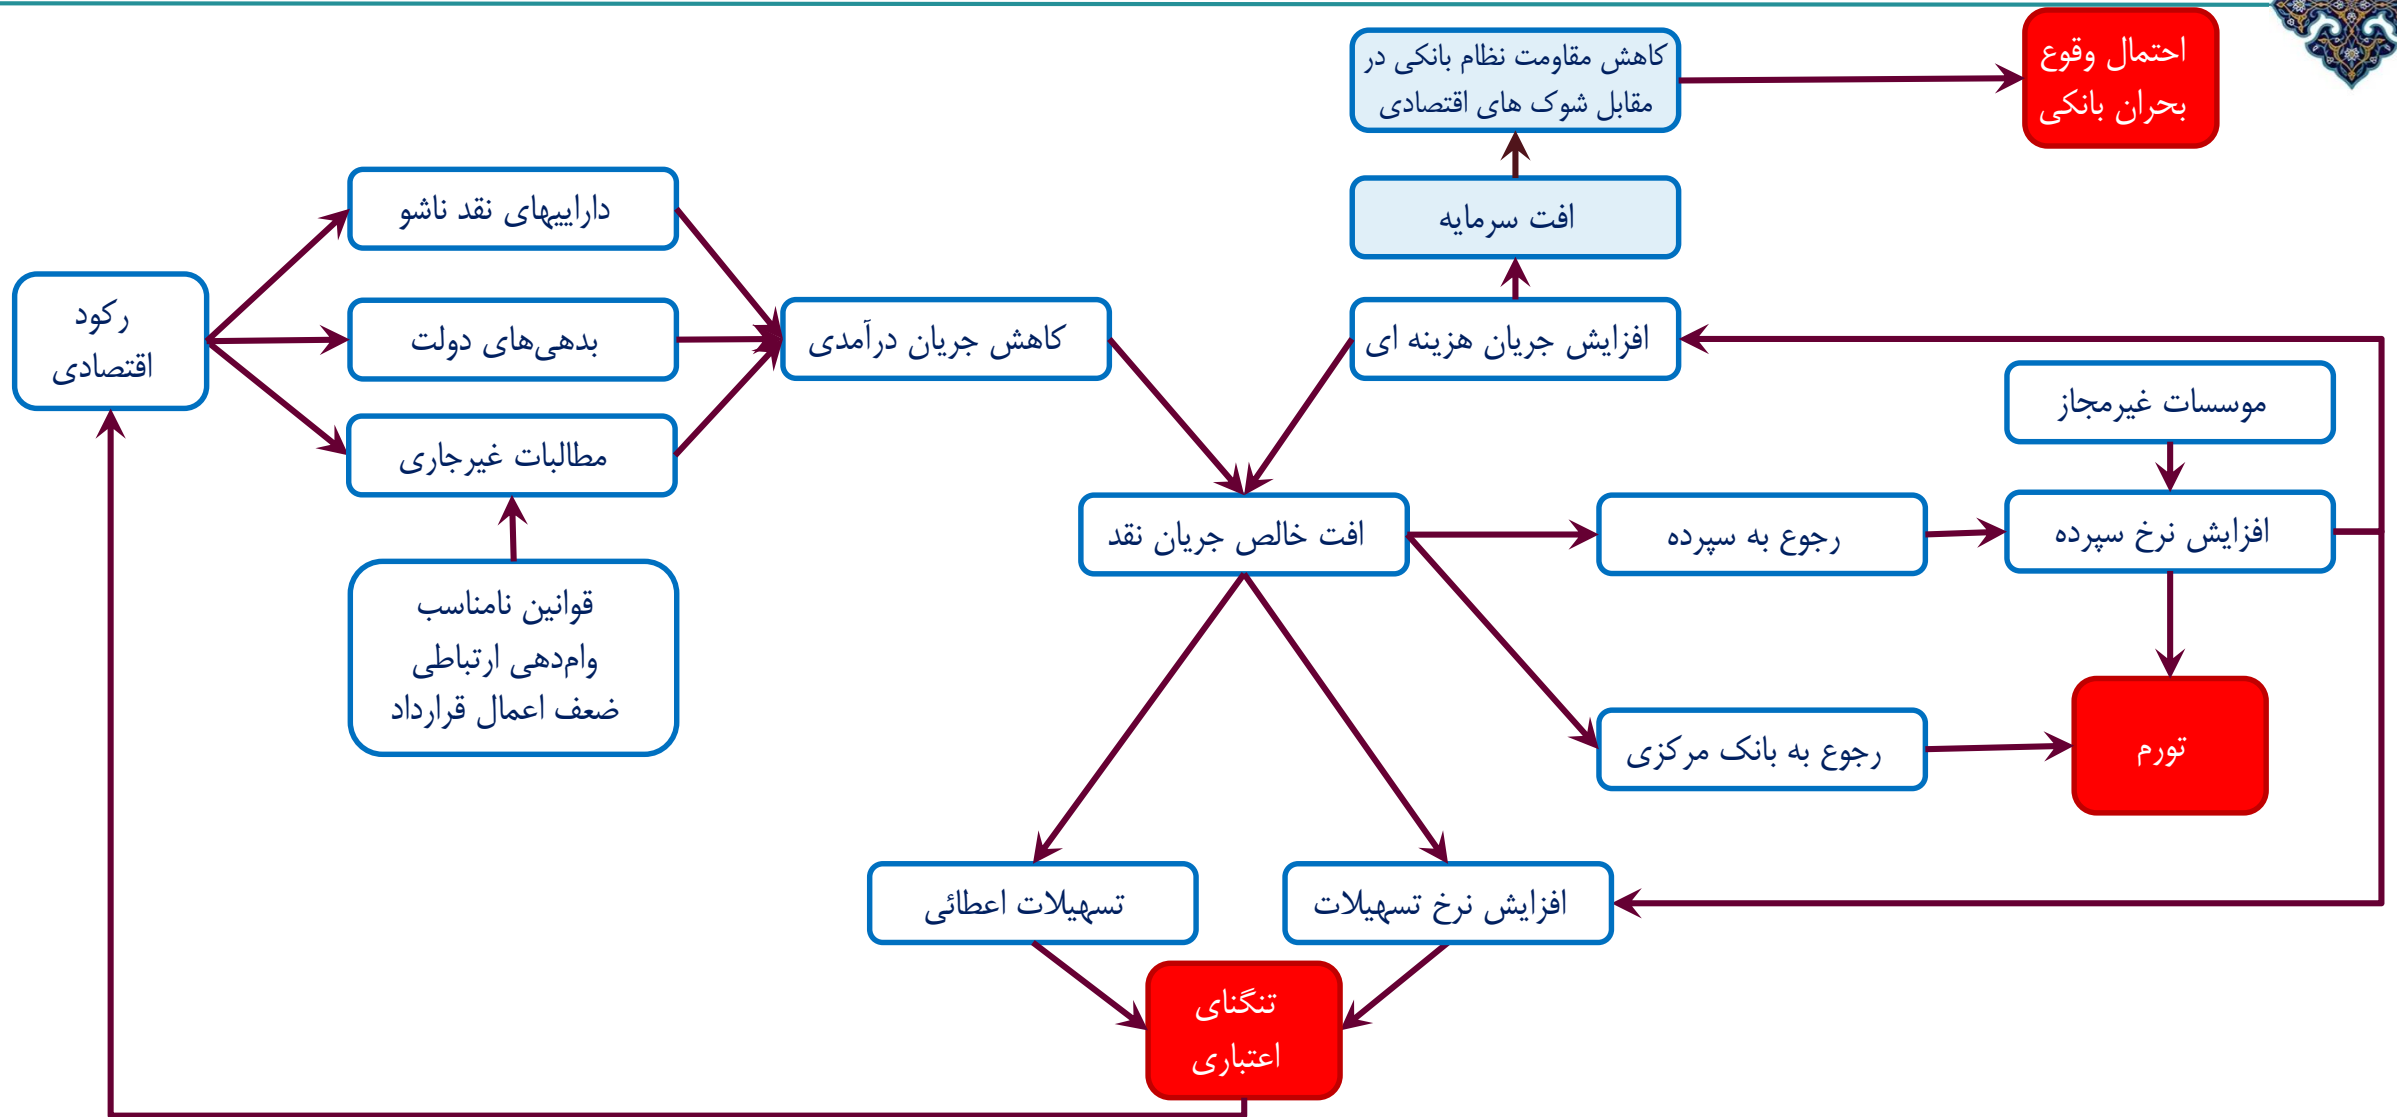 احتمال وقوع
بحران بانکی
کاهش مقاومت نظام بانکی در
مقابل شوک های اقتصادی
افت سرمایه
داراییهای نقد ناشو
رکود
اقتصادی
بدهی‌های دولت
کاهش جریان درآمدی
افزایش جریان هزینه ای
موسسات غیرمجاز
مطالبات غیرجاری
افت خالص جریان نقد
رجوع به سپرده
افزایش نرخ سپرده
قوانین نامناسب
وام‌دهی ارتباطی
ضعف اعمال قرارداد
رجوع به بانک مرکزی
تورم
تسهیلات اعطائی
افزایش نرخ تسهیلات
تنگنای
اعتباری